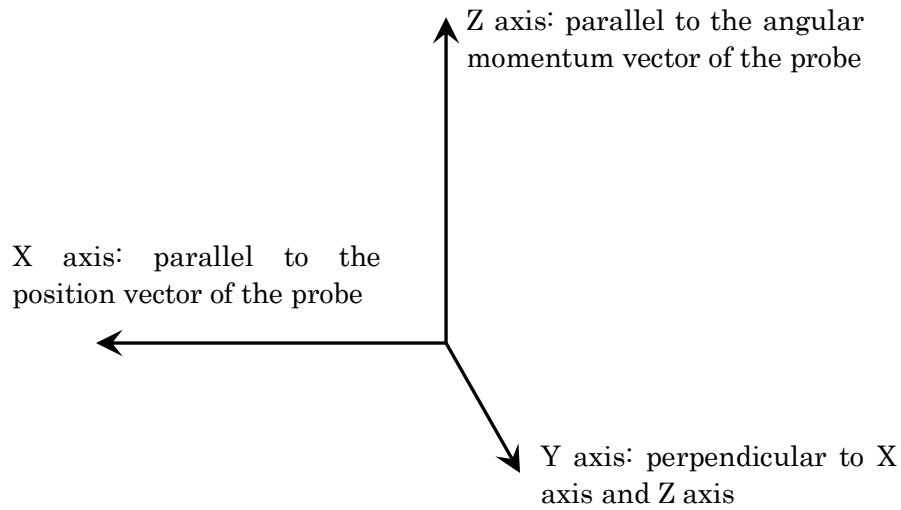 Z axis: parallel to the angular
momentum vector of the probe
X axis: parallel to the
position vector of the probe
Y axis: perpendicular to X
axis and Z axis